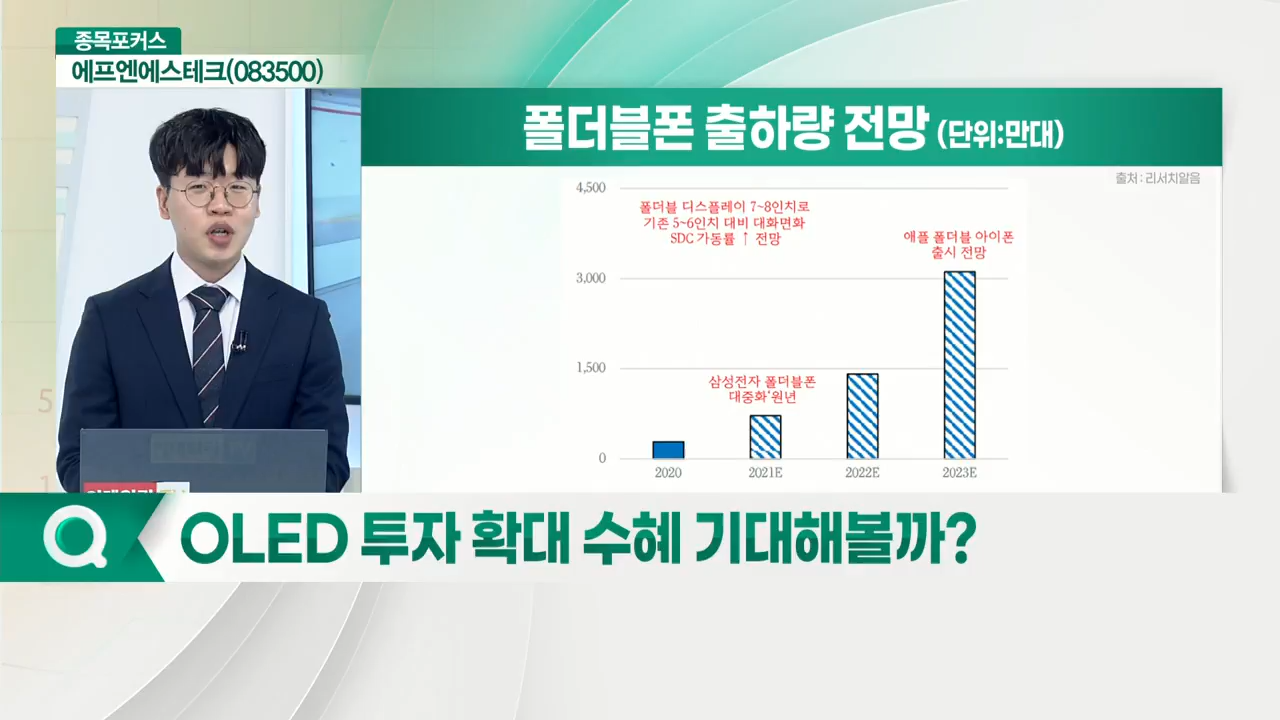 종목포커스
에프엔에스테크(083500)
폴더블폰 출하량 전망 (단위:만대)
출처 : 리서치알음
4,500
폴더블 디스플레이 7~8인치로
기존 5~6인치 대비 대화면화
SDC 가동률 ↑ 전망
애플 폴더블 아이폰
출시 전망
3,000
1,500
삼성전자 폴더블폰
대중화 '원년
0
2020
2021E
2022E
2023E
5
1
OLED 투자 확대 수혜 기대해볼까?